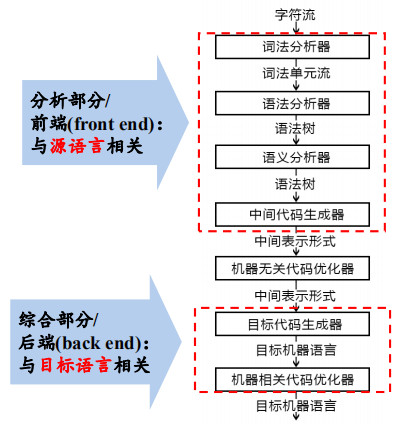 字符流
词法分析器
词法单元流
语法分析器
语法树
语义分析器
语法树
中间代码生成器
中间表示形式
机器无关代码优化器
中间表示形式
目标代码生成器
目标机器语言
机器相关代码优化器
目标机器语言
分析部分/
前端(front end)：
与源语言相关
综合部分/
后端(back end)：
与目标语言相关